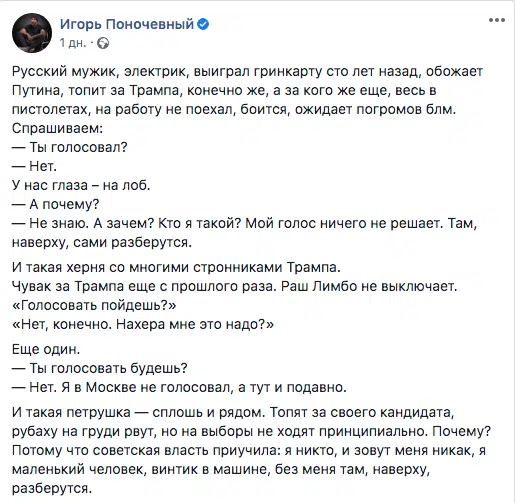 Игорь Поночевный
1 дн. ·
Русский мужик, электрик, выиграл гринкарту сто лет назад, обожает
Путина, топит за Трампа, конечно же, а за кого же еще, весь в
пистолетах, на работу не поехал, боится, ожидает погромов блм.
Спрашиваем:
— Ты голосовал?
— Нет.
У нас глаза – на лоб.
— А почему?
— Не знаю. А зачем? Кто я такой? Мой голос ничего не решает. Там,
наверху, сами разберутся.
И такая херня со многими стронниками Трампа.
Чувак за Трампа еще с прошлого раза. Раш Лимбо не выключает.
«Голосовать пойдешь?»
«Нет, конечно. Нахера мне это надо?»
Еще один.
— Ты голосовать будешь?
— Нет. Я в Москве не голосовал, а тут и подавно.
И такая петрушка — сплошь и рядом. Топят за своего кандидата,
рубаху на груди рвут, но на выборы не ходят принципиально. Почему?
Потому что советская власть приучила: я никто, и зовут меня никак, я
маленький человек, винтик в машине, без меня там, наверху,
разберутся.